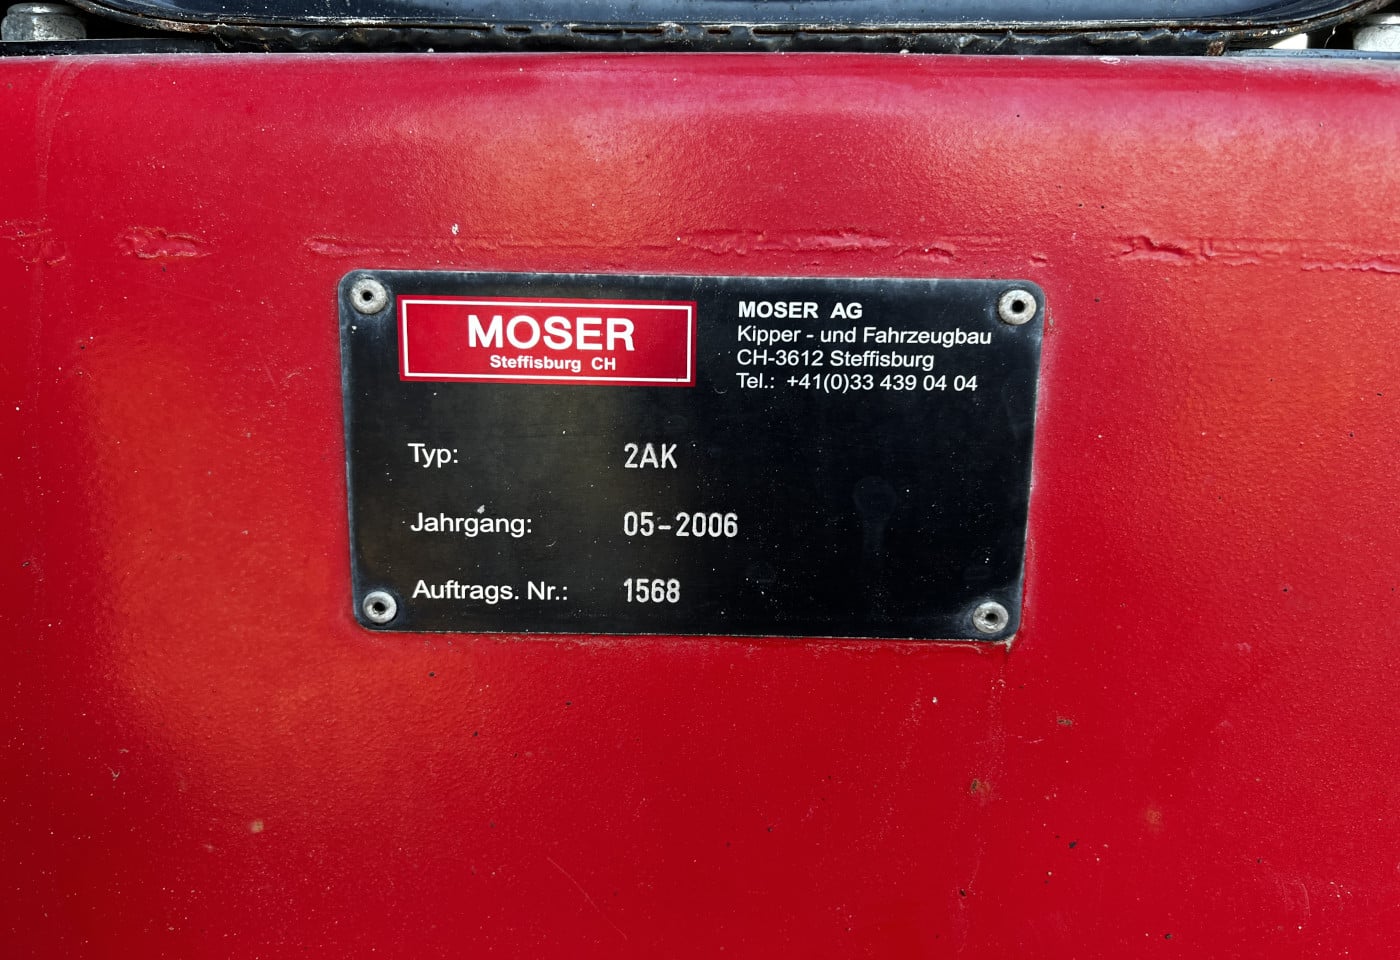 MOSER
Steffisburg CH
MOSER AG
Kipper - und Fahrzeugbau
CH-3612 Steffisburg
Tel.: +41(0)33 439 04 04
Typ: 2AK
Jahrgang: 05-2006
Auftrags. Nr.: 1568